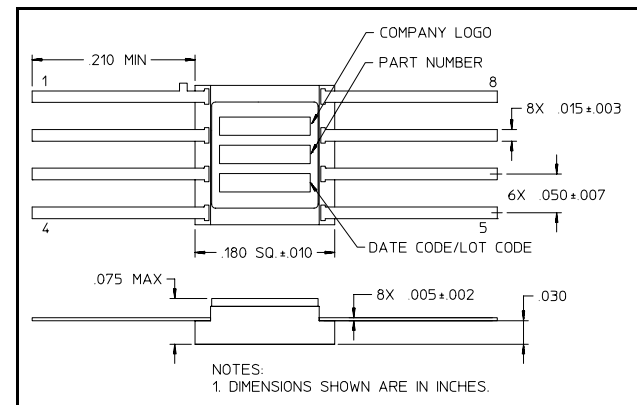 COMPANY LOGO
.210 MIN
PART NUMBER
1
8
8X .015±.003
6X .050±.007
4
5
.180 SQ.±.010
DATE CODE/LOT CODE
.075 MAX
8X .005±.002
.030
NOTES:
1. DIMENSIONS SHOWN ARE IN INCHES.